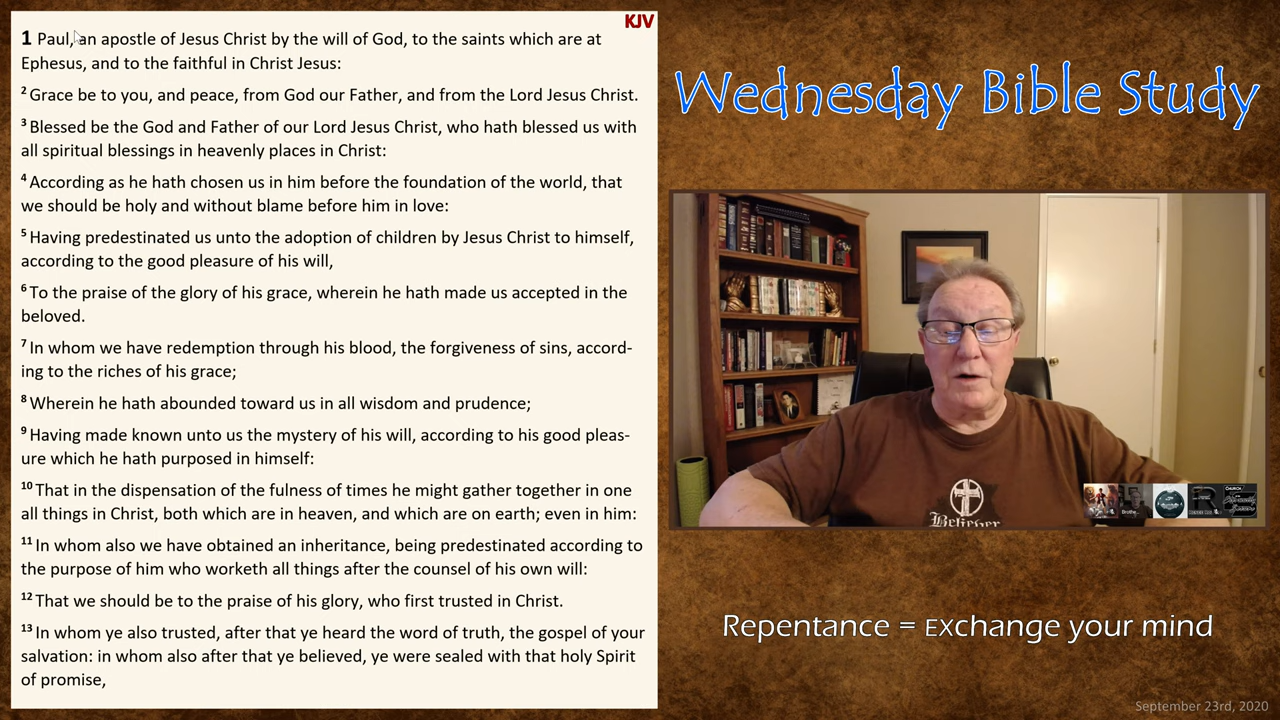 KJV
1 Paul, an apostle of Jesus Christ by the will of God, to the saints which are at
Ephesus, and to the faithful in Christ Jesus:
2 Grace be to you, and peace, from God our Father, and from the Lord Jesus Christ.
3 Blessed be the God and Father of our Lord Jesus Christ, who hath blessed us with
all spiritual blessings in heavenly places in Christ:
4 According as he hath chosen us in him before the foundation of the world, that
we should be holy and without blame before him in love:
5 Having predestinated us unto the adoption of children by Jesus Christ to himself,
according to the good pleasure of his will,
6 To the praise of the glory of his grace, wherein he hath made us accepted in the
beloved.
7 In whom we have redemption through his blood, the forgiveness of sins, accord-
ing to the riches of his grace;
8 Wherein he hath abounded toward us in all wisdom and prudence;
9 Having made known unto us the mystery of his will, according to his good pleas-
ure which he hath purposed in himself:
10 That in the dispensation of the fulness of times he might gather together in one
all things in Christ, both which are in heaven, and which are on earth; even in him:
11 In whom also we have obtained an inheritance, being predestinated according to
the purpose of him who worketh all things after the counsel of his own will:
12 That we should be to the praise of his glory, who first trusted in Christ.
13 In whom ye also trusted, after that ye heard the word of truth, the gospel of your
salvation: in whom also after that ye believed, ye were sealed with that holy Spirit
of promise,
Wednesday Bible Study
Believer
Brothe...
CHURCH
Repentance = EXchange your mind
September 23rd, 2020